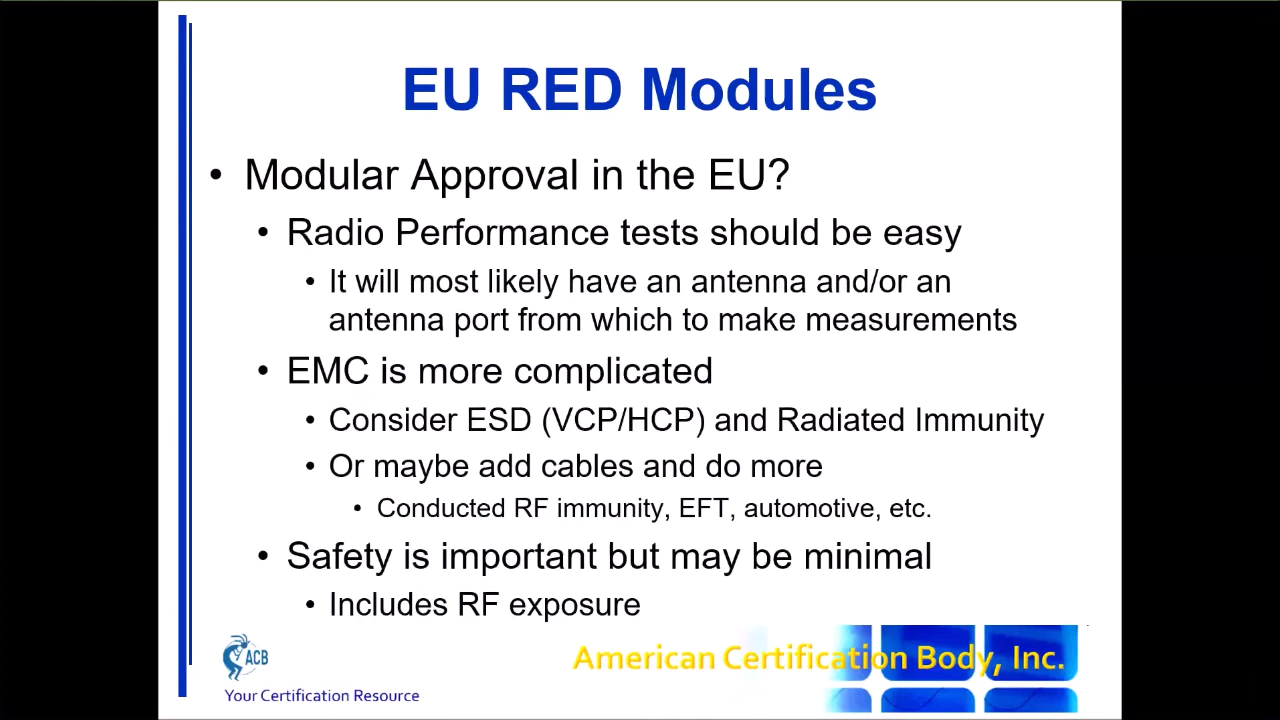 EU RED Modules
• Modular Approval in the EU?
• Radio Performance tests should be easy
• It will most likely have an antenna and/or an
antenna port from which to make measurements
• EMC is more complicated
• Consider ESD (VCP/HCP) and Radiated Immunity
• Or maybe add cables and do more
• Conducted RF immunity, EFT, automotive, etc.
• Safety is important but may be minimal
• Includes RF exposure
ACB
American Certification Body, Inc.
Your Certification Resource